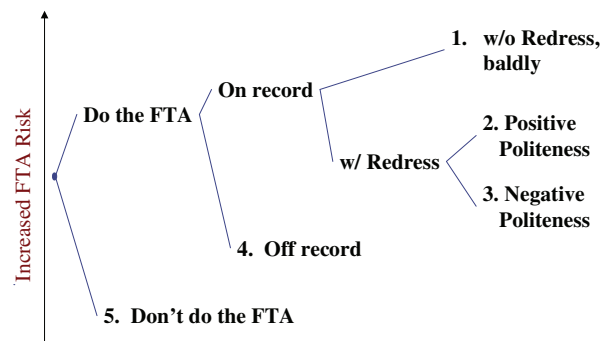 1. w/o Redress,
baldly
On record
Do the FTA
2. Positive
Politeness
w/ Redress
3. Negative
Politeness
4. Off record
5. Don't do the FTA
Increased FTA Risk